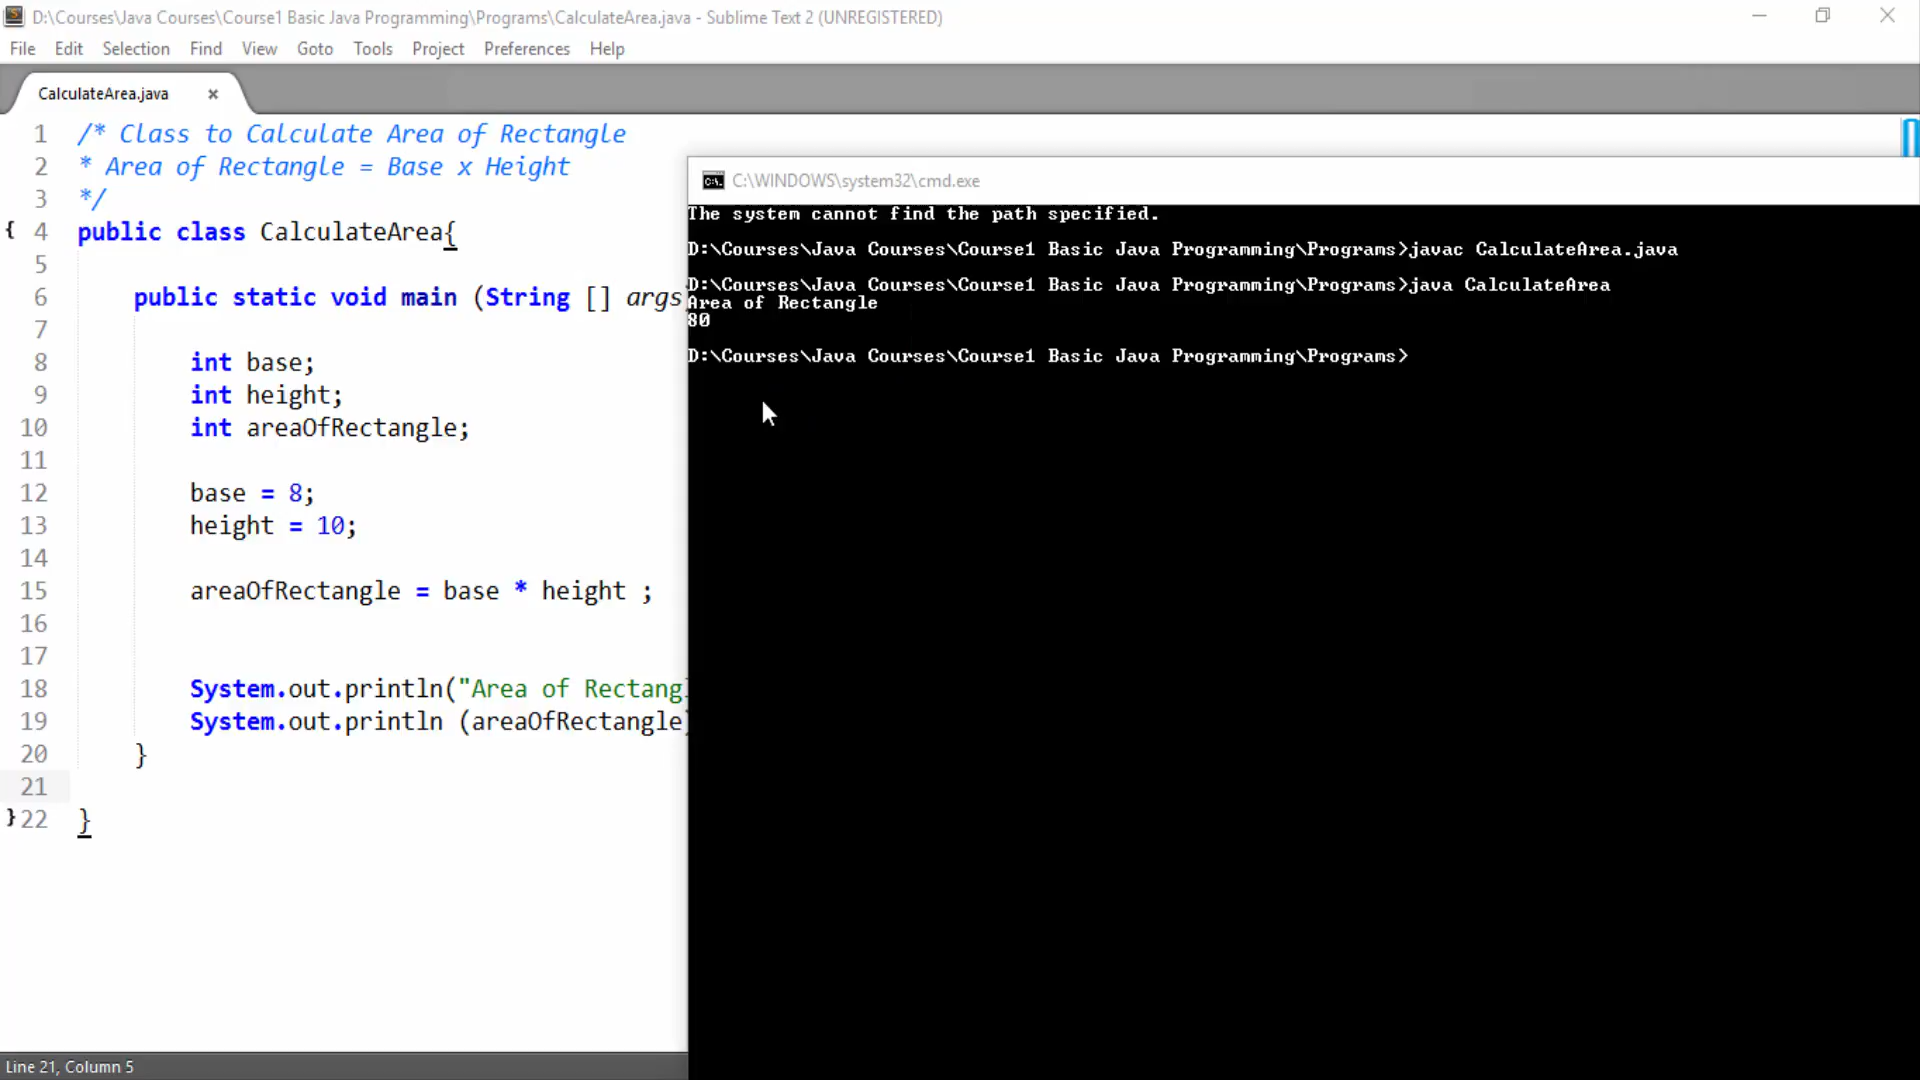 D:\Courses\Java Courses\Course1 Basic Java Programming\Programs\CalculateArea.java - Sublime Text 2 (UNREGISTERED)
File Edit Selection Find View Goto Tools Project Preferences Help
CalculateArea.java ×
1 /* Class to Calculate Area of Rectangle
2 * Area of Rectangle = Base x Height
3 */
{ 4 public class CalculateArea{
5
6 public static void main (String [] args
7
8 int base;
9 int height;
10 int areaOfRectangle;
11
12 base = 8;
13 height = 10;
14
15 areaOfRectangle = base * height ;
16
17
18 System.out.println("Area of Rectang
19 System.out.println (areaOfRectangle)
20 }
21
}22 }
Line 21, Column 5
C:\WINDOWS\system32\cmd.exe
The system cannot find the path specified.
D:\Courses\Java Courses\Course1 Basic Java Programming\Programs>javac CalculateArea.java
D:\Courses\Java Courses\Course1 Basic Java Programming\Programs>java CalculateArea
Area of Rectangle
80
D:\Courses\Java Courses\Course1 Basic Java Programming\Programs>